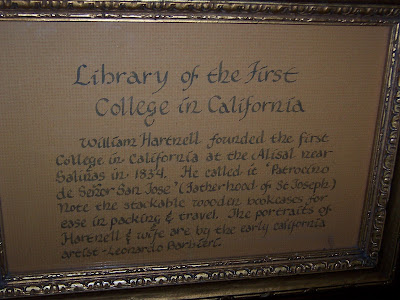 Library of the First
College in California
William Hartnell founded the first
College in California at the Alisal near
Salinas in 1834. He called it "Patrocino
de Señor San Jose" (Fatherhood of St Joseph)
Note the stackable wooden bookcases for
ease in packing & travel. The portraits of
Hartnell & wife are by the early California
artist-Leonardo Barbieri.